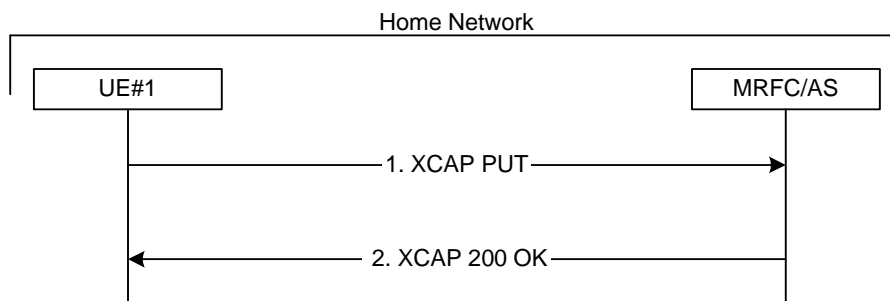 Home Network
UE#1
MRFC/AS
1. XCAP PUT
2. XCAP 200 OK